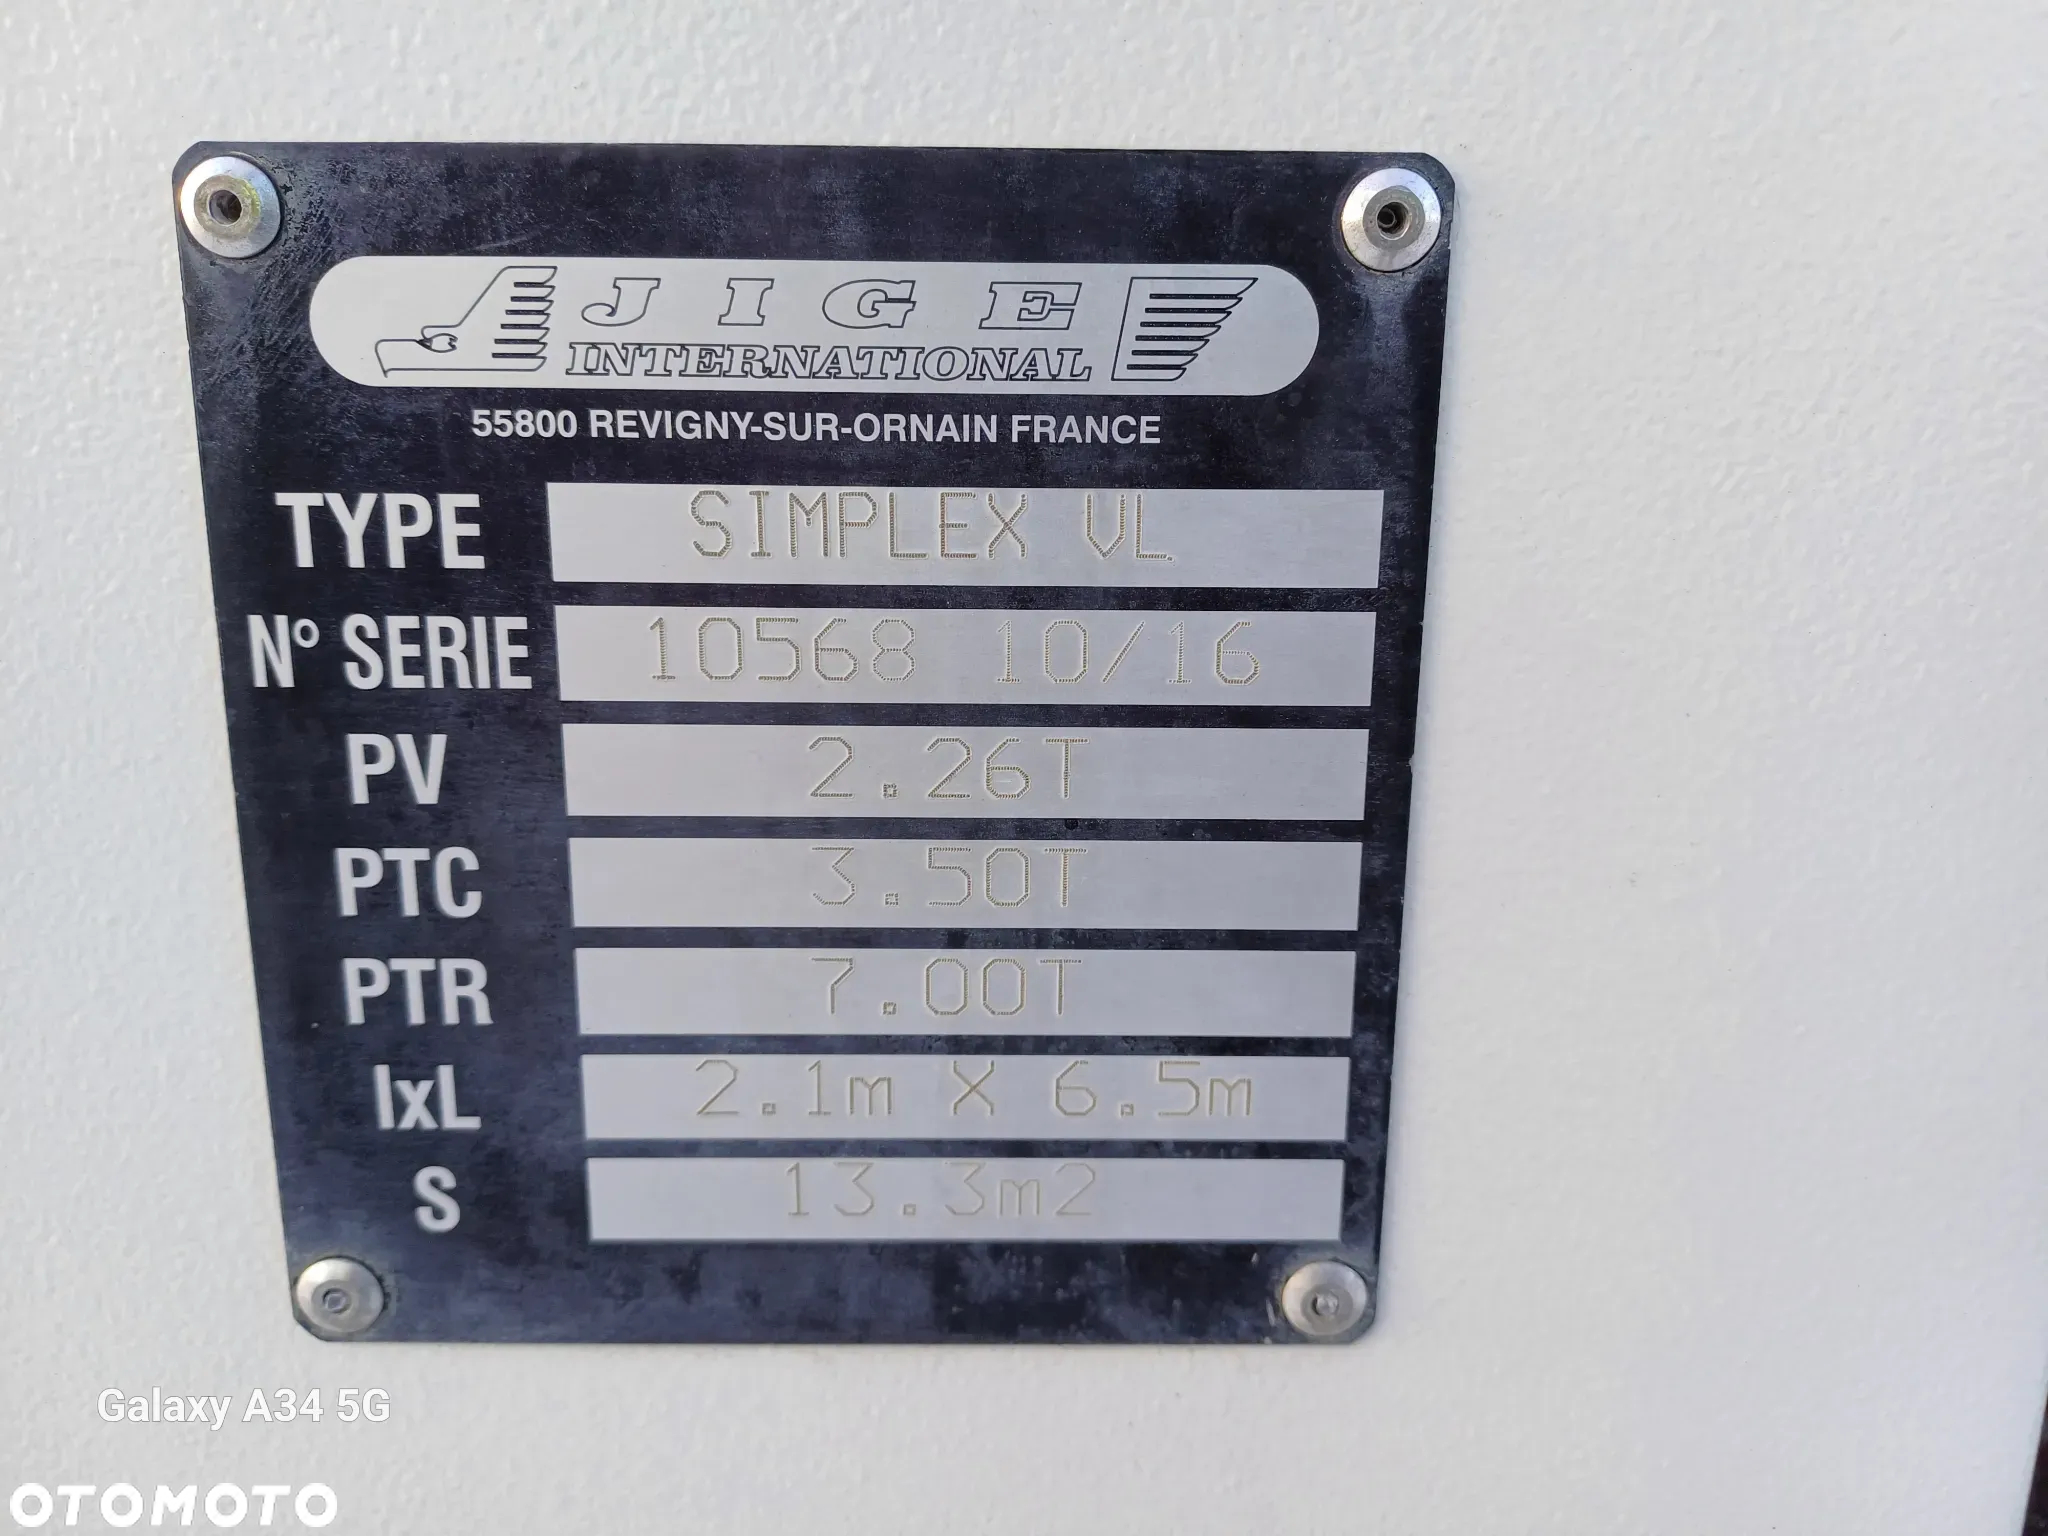 JIGE
INTERNATIONAL
55800 REVIGNY-SUR-ORNAIN FRANCE
TYPE SIMPLEX VL
N° SERIE 10568 10/16
PV 2.26T
PTC 3.50T
PTR 7.00T
lxL 2.1m X 6.5m
S 13.3m2
Galaxy A34 5G
OTOMOTO